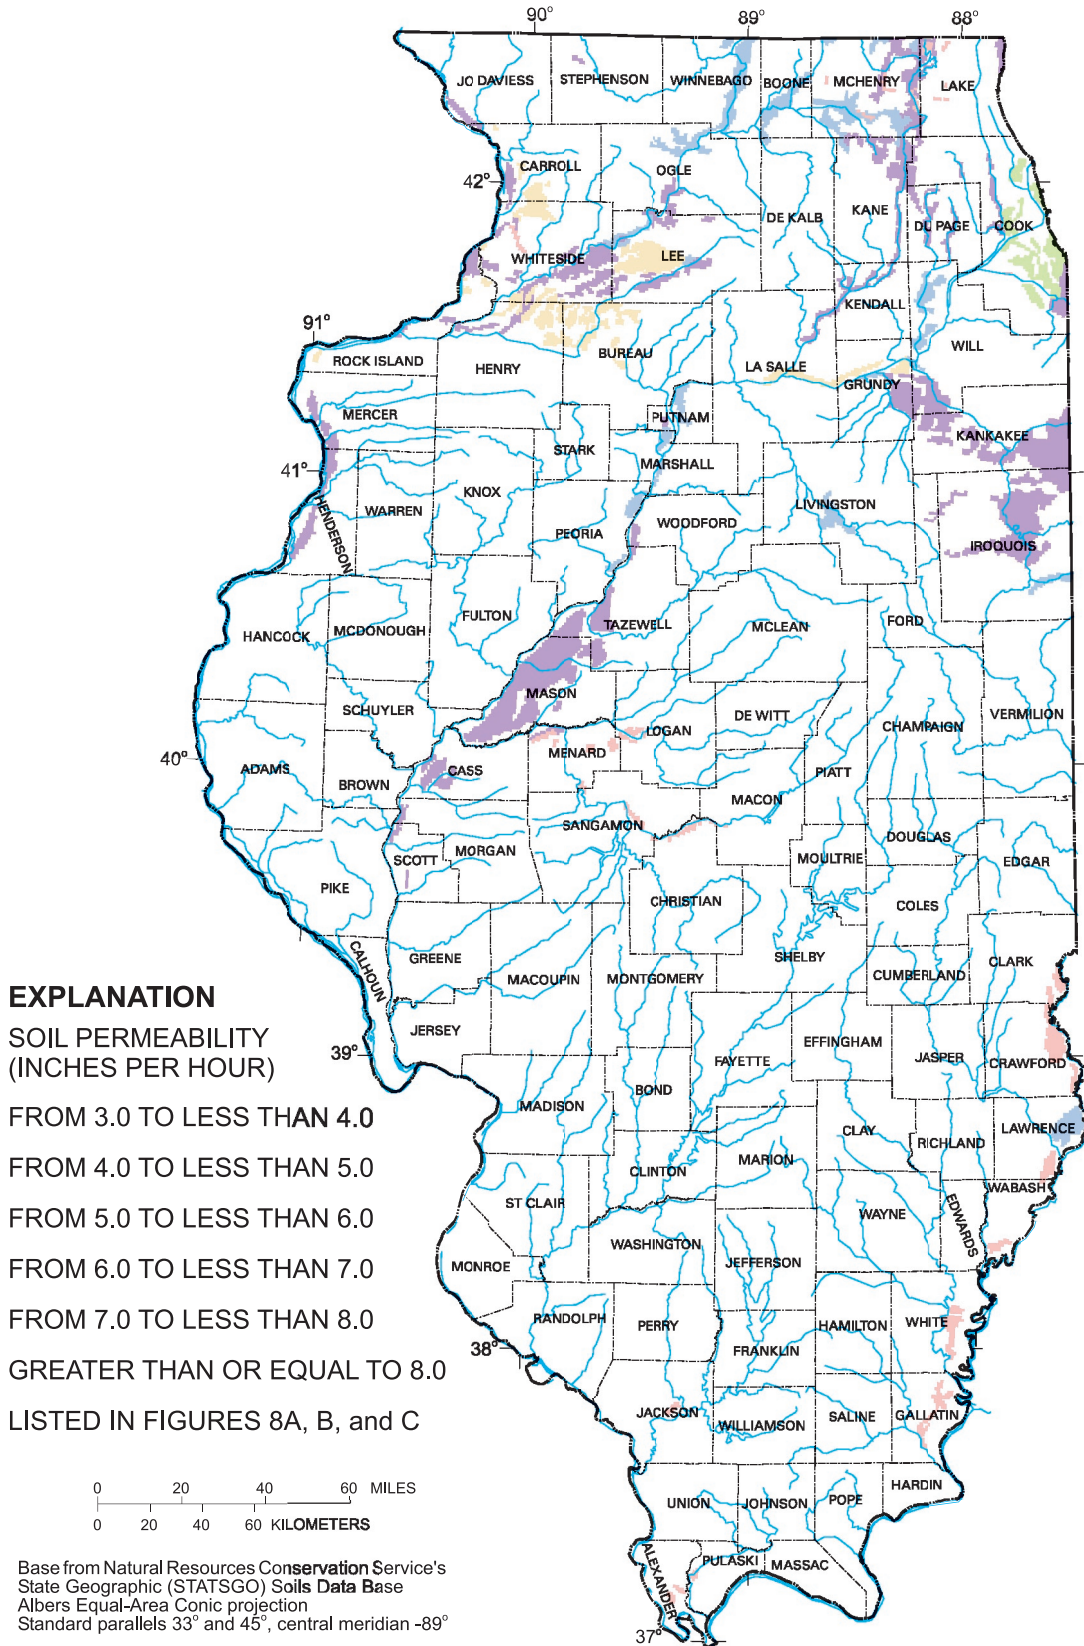 90°
89°
88°
JO DAVIESS
STEPHENSON
WINNEBAGO
BOONE
MCHENRY
LAKE
42°
CARROLL
OGLE
DE KALB
KANE
DU PAGE
COOK
WHITESIDE
LEE
KENDALL
91°
ROCK ISLAND
HENRY
BUREAU
LA SALLE
GRUNDY
WILL
MERCER
PUTNAM
KANKAKEE
STARK
MARSHALL
41°
HENDERSON
WARREN
KNOX
PEORIA
WOODFORD
LIVINGSTON
IROQUOIS
HANCOCK
MCDONOUGH
FULTON
TAZEWELL
MCLEAN
FORD
MASON
SCHUYLER
LOGAN
DE WITT
CHAMPAIGN
VERMILION
40°
ADAMS
BROWN
CASS
MENARD
PIATT
MACON
SANGAMON
DOUGLAS
SCOTT
MORGAN
MOULTRIE
EDGAR
PIKE
CHRISTIAN
COLES
CALHOUN
GREENE
MACOUPIN
MONTGOMERY
SHELBY
CUMBERLAND
CLARK
EXPLANATION
SOIL PERMEABILITY
(INCHES PER HOUR)
FROM 3.0 TO LESS THAN 4.0
FROM 4.0 TO LESS THAN 5.0
FROM 5.0 TO LESS THAN 6.0
FROM 6.0 TO LESS THAN 7.0
FROM 7.0 TO LESS THAN 8.0
GREATER THAN OR EQUAL TO 8.0
LISTED IN FIGURES 8A, B, and C
JERSEY
39°
FAYETTE
EFFINGHAM
JASPER
CRAWFORD
BOND
MADISON
CLAY
RICHLAND
LAWRENCE
CLINTON
MARION
WABASH
ST CLAIR
WAYNE
EDWARDS
WASHINGTON
JEFFERSON
MONROE
RANDOLPH
PERRY
HAMILTON
WHITE
38°
FRANKLIN
JACKSON
WILLIAMSON
SALINE
GALLATIN
UNION
JOHNSON
POPE
HARDIN
ALEXANDER
PULASKI
MASSAC
37°
0 20 40 60 MILES
0 20 40 60 KILOMETERS
Base from Natural Resources Conservation Service's
State Geographic (STATSGO) Soils Data Base
Albers Equal-Area Conic projection
Standard parallels 33° and 45°, central meridian -89°